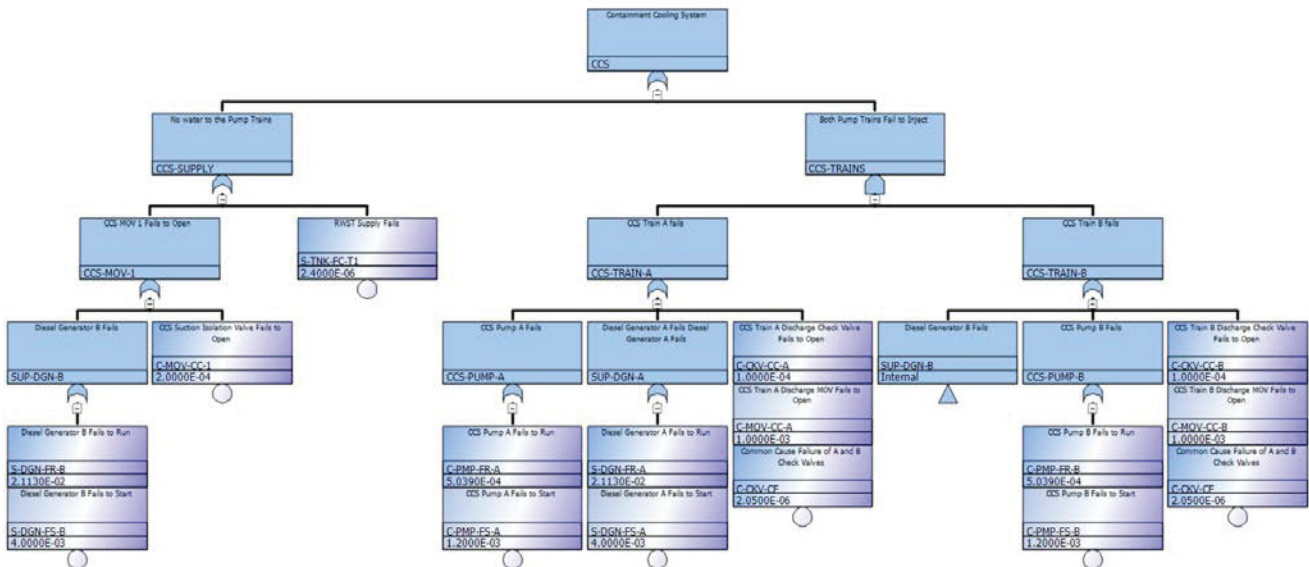 Containment Cooling System
CCS
No water to the Pump Trains
CCS-SUPPLY
Both Pump Trains Fail to Inject
CCS-TRAINS
CCS MOV 1 Fails to Open
CCS-MOV-1
RWST Supply Fails
S-TNK-FC-T1
2.4000E-06
CCS Train A fails
CCS-TRAIN-A
CCS Train B fails
CCS-TRAIN-B
Diesel Generator B Fails
SUP-DGN-B
CCS Suction Isolation Valve Fails to
Open
C-MOV-CC-1
2.0000E-04
CCS Pump A Fails
CCS-PUMP-A
Diesel Generator A Fails Diesel
Generator A Fails
SUP-DGN-A
CCS Train A Discharge Check Valve
Fails to Open
C-CKV-CC-A
1.0000E-04
CCS Train A Discharge MOV Fails to
Open
C-MOV-CC-A
1.0000E-03
Common Cause Failure of A and B
Check Valves
C-CKV-CF
2.0500E-06
Diesel Generator B Fails
SUP-DGN-B
Internal
CCS Pump B Fails
CCS-PUMP-B
CCS Train B Discharge Check Valve
Fails to Open
C-CKV-CC-B
1.0000E-04
CCS Train B Discharge MOV Fails to
Open
C-MOV-CC-B
1.0000E-03
Common Cause Failure of A and B
Check Valves
C-CKV-CF
2.0500E-06
Diesel Generator B Fails to Run
S-DGN-FR-B
2.1130E-02
Diesel Generator B Fails to Start
S-DGN-FS-B
4.0000E-03
CCS Pump A Fails to Run
C-PMP-FR-A
5.0390E-04
CCS Pump A Fails to Start
C-PMP-FS-A
1.2000E-03
Diesel Generator A Fails to Run
S-DGN-FR-A
2.1130E-02
Diesel Generator A Fails to Start
S-DGN-FS-A
4.0000E-03
CCS Pump B Fails to Run
C-PMP-FR-B
5.0390E-04
CCS Pump B Fails to Start
C-PMP-FS-B
1.2000E-03